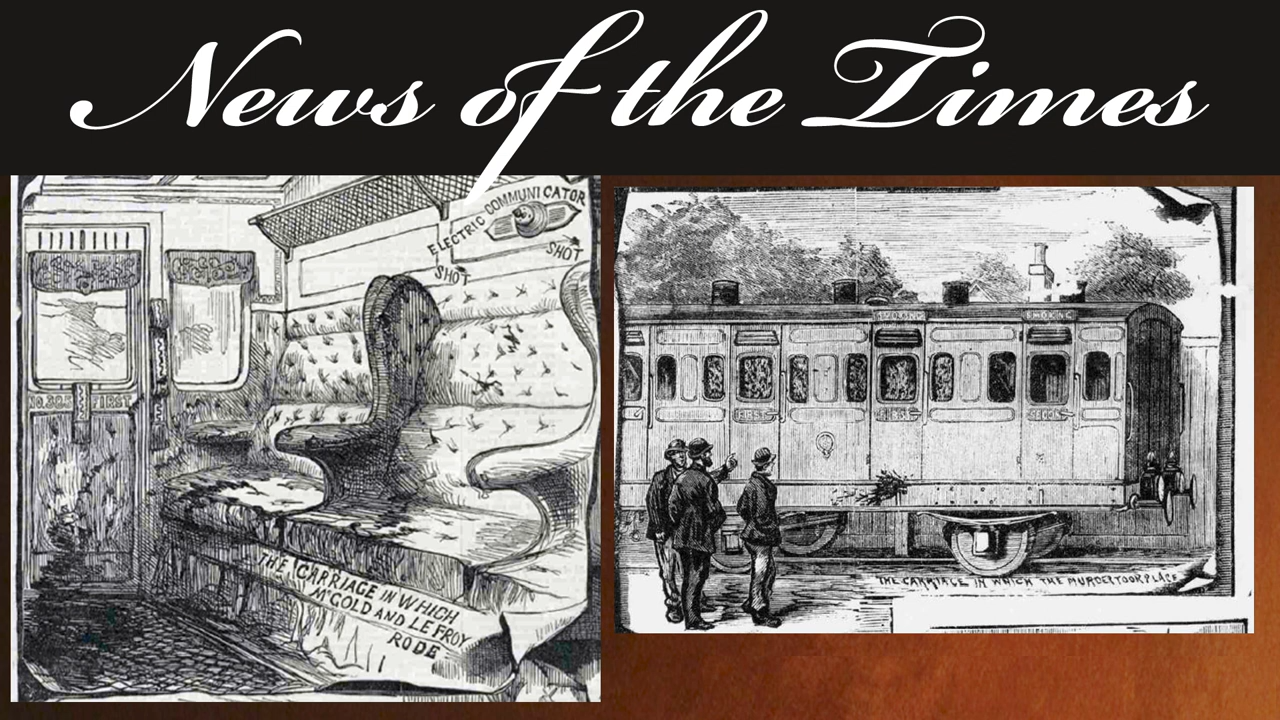 News of the Times
ELECTRIC COMMUNICATOR
SHOT
SHOT
FIRST
THE CARRIAGE IN WHICH
McGOLD AND LE FROY
RODE
SMOKING
FIRST
FIRST
SECOND
THE CARRIAGE IN WHICH THE MURDER TOOK PLACE